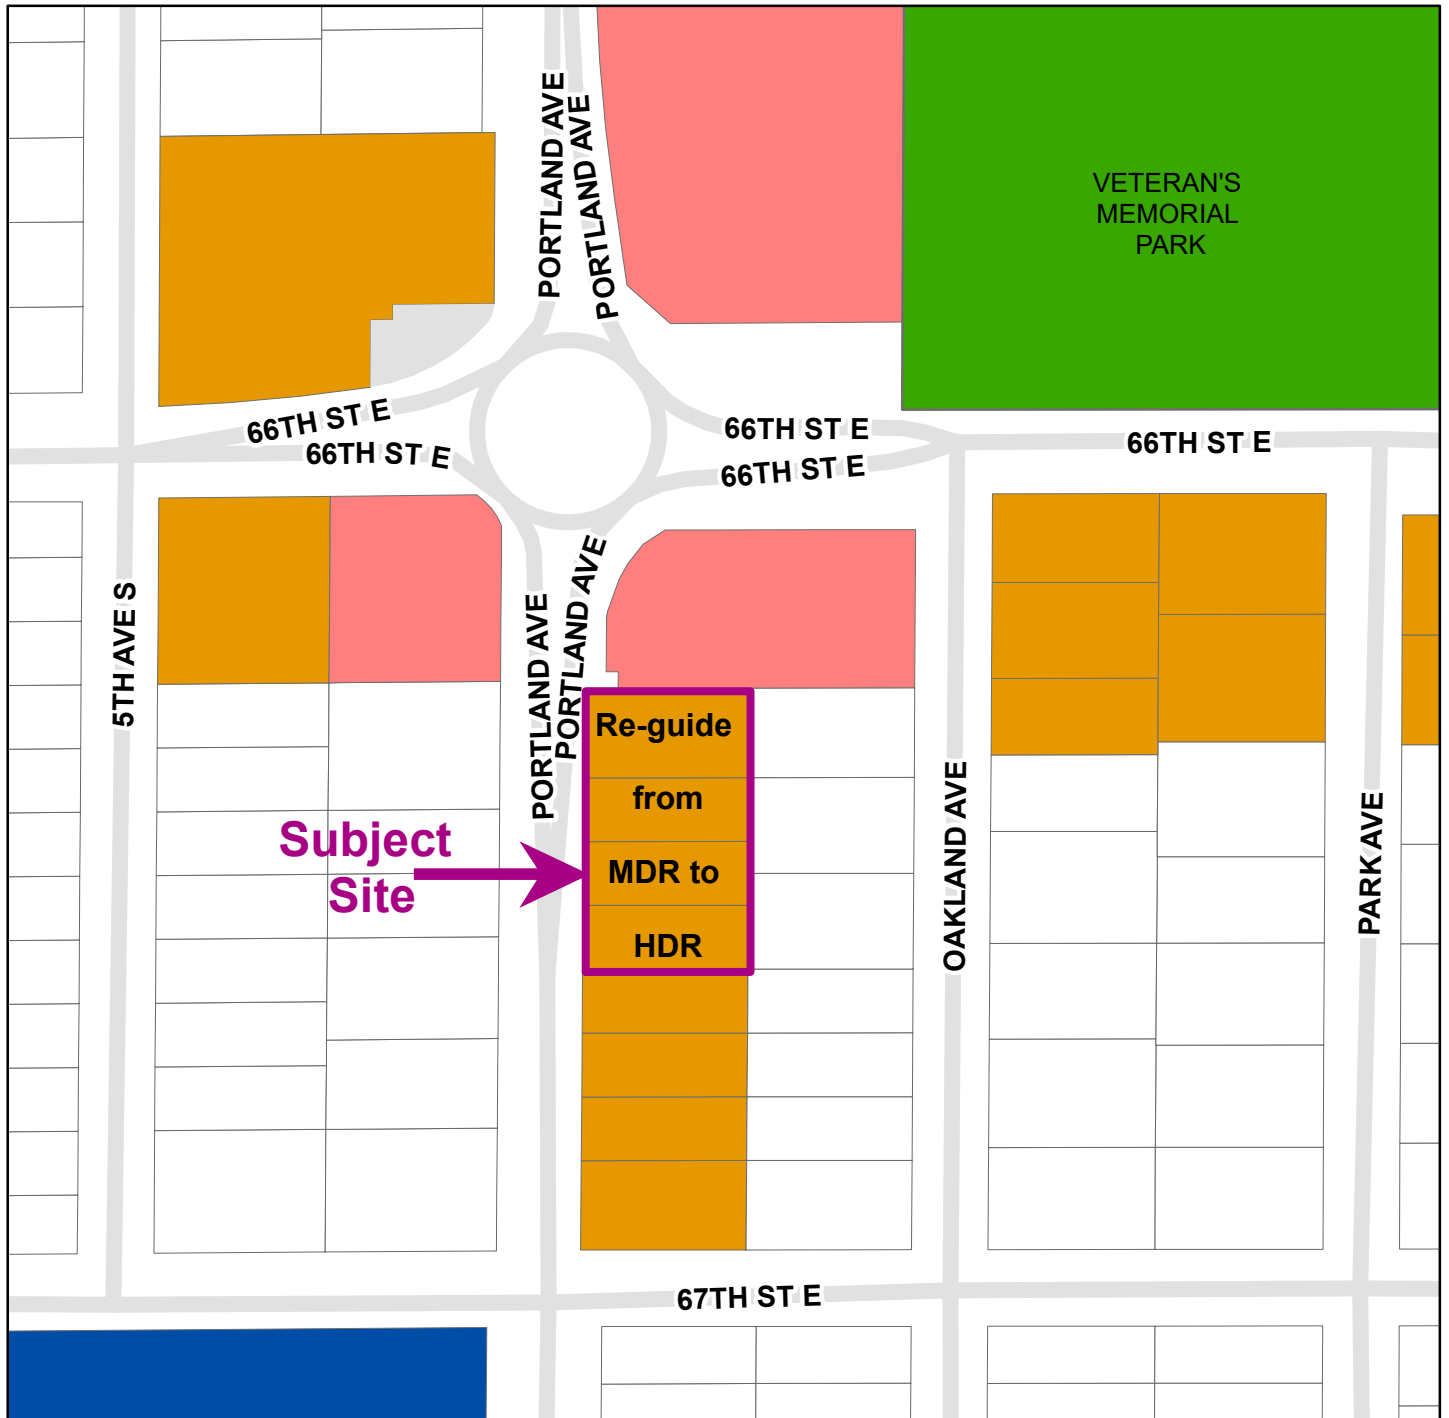 PORTLAND AVE
PORTLAND AVE
VETERAN'S
MEMORIAL
PARK
66TH ST E
66TH ST E
66TH ST E
66TH ST E
66TH ST E
5TH AVE S
PORTLAND AVE
PORTLAND AVE
Re-guide
from
MDR to
HDR
Subject
Site
OAKLAND AVE
PARK AVE
67TH ST E